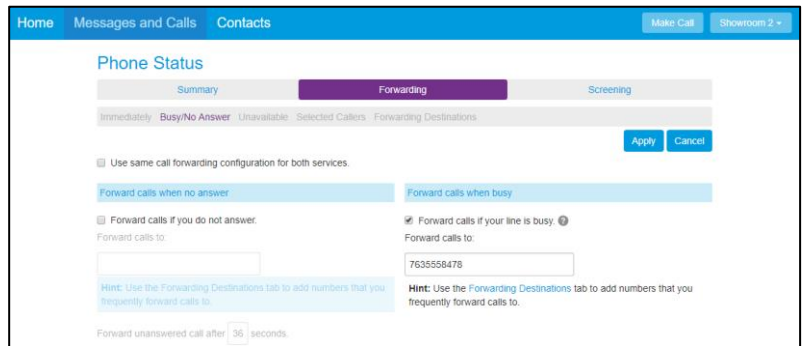 Home Messages and Calls Contacts Make Call Showroom 2
Phone Status
Summary Forwarding Screening
Immediately Busy/No Answer Unavailable Selected Callers Forwarding Destinations
Apply Cancel
Use same call forwarding configuration for both services.
Forward calls when no answer
Forward calls if you do not answer.
Forward calls to:
Hint: Use the Forwarding Destinations tab to add numbers that you
frequently forward calls to.
Forward unanswered call after 36 seconds.
Forward calls when busy
Forward calls if your line is busy. ?
Forward calls to:
7635558478
Hint: Use the Forwarding Destinations tab to add numbers that you
frequently forward calls to.